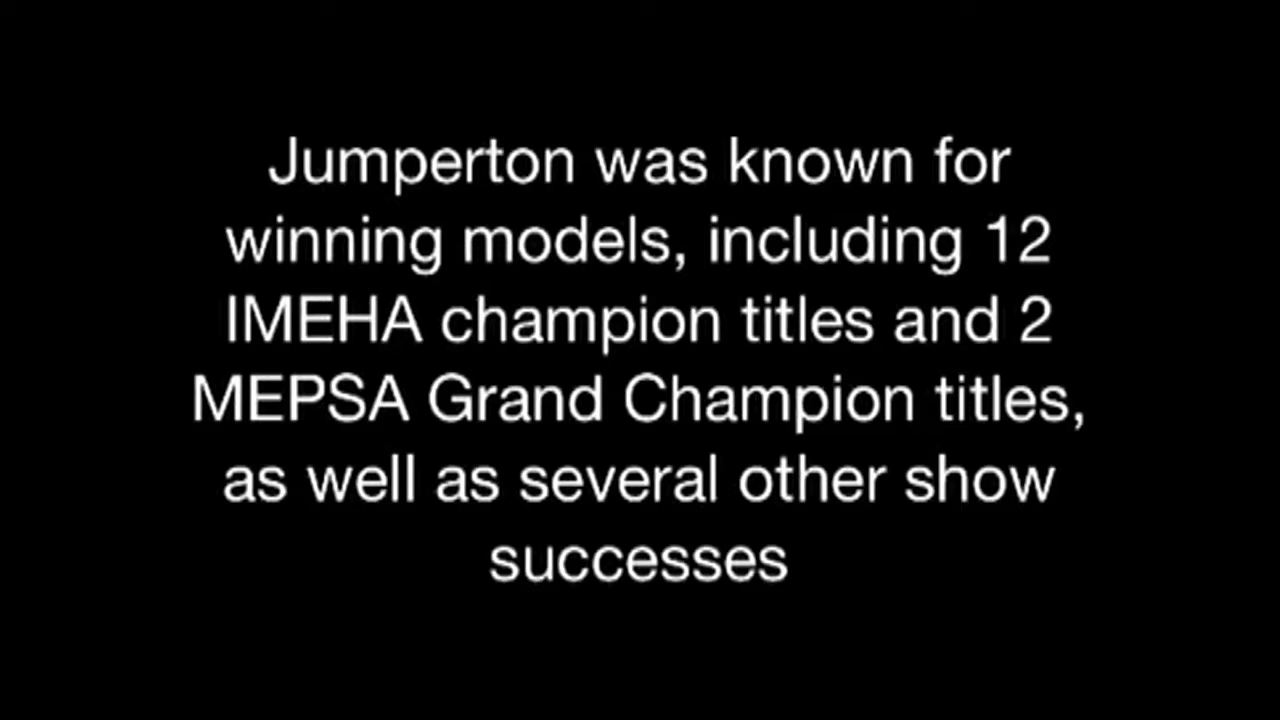 Jumperton was known for
winning models, including 12
IMEHA champion titles and 2
MEPSA Grand Champion titles,
as well as several other show
successes